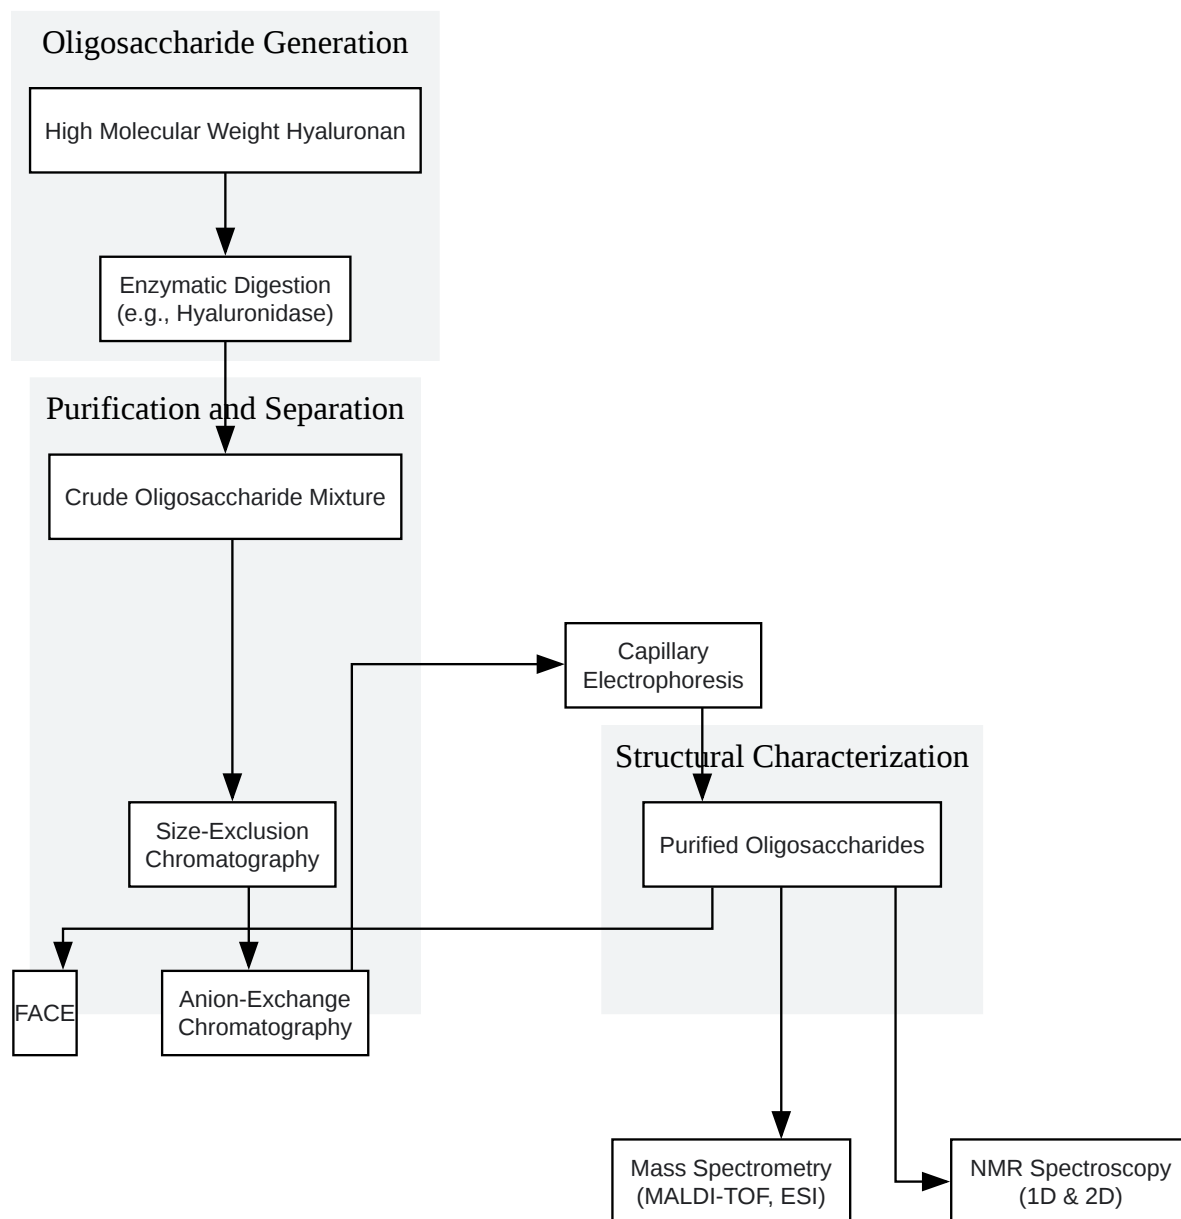 Oligosaccharide Generation
High Molecular Weight Hyaluronan
Enzymatic Digestion
(e.g., Hyaluronidase)
Purification and Separation
Crude Oligosaccharide Mixture
Capillary
Electrophoresis
Structural Characterization
Size-Exclusion
Chromatography
Purified Oligosaccharides
FACE
Anion-Exchange
Chromatography
Mass Spectrometry
(MALDI-TOF, ESI)
NMR Spectroscopy
(1D & 2D)